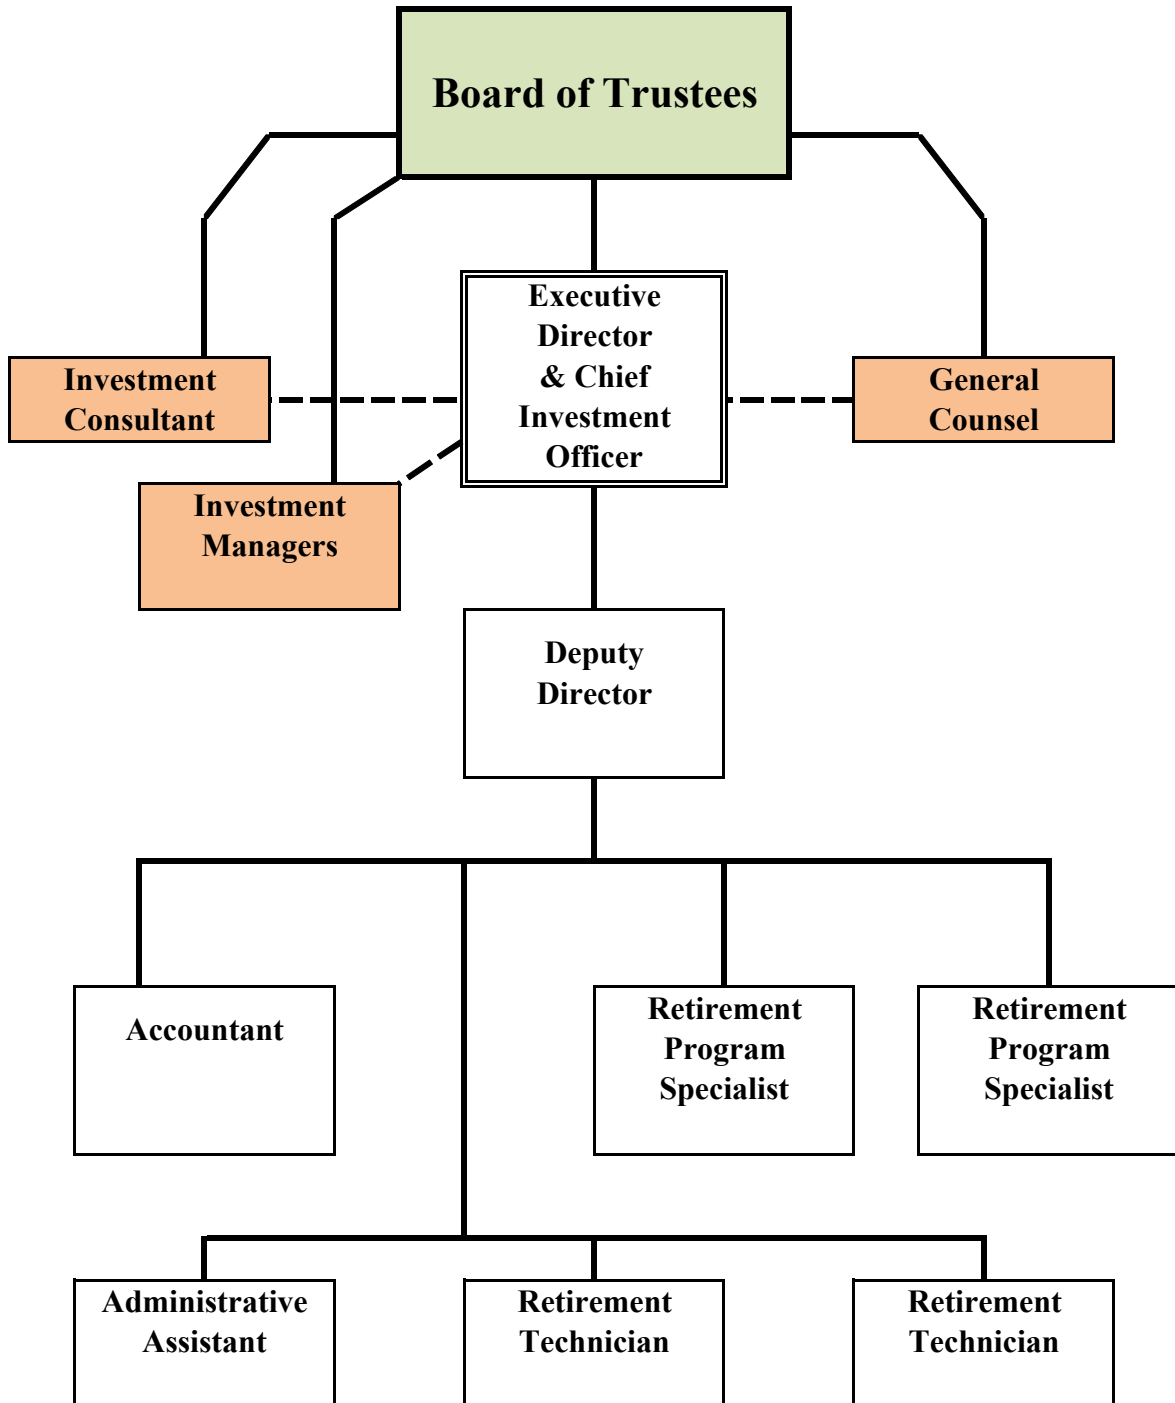 Board of Trustees
Executive
Director
& Chief
Investment
Officer
Investment
Consultant
General
Counsel
Investment
Managers
Deputy
Director
Accountant
Retirement
Program
Specialist
Retirement
Program
Specialist
Administrative
Assistant
Retirement
Technician
Retirement
Technician